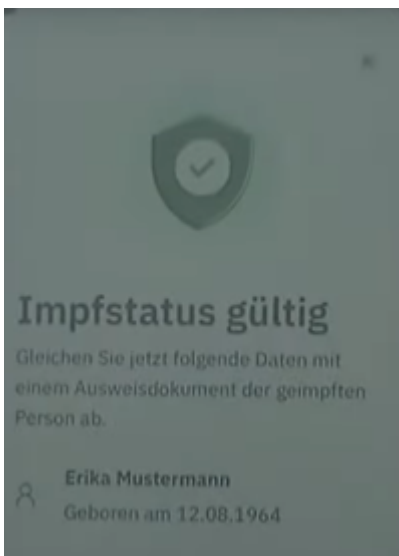 Impfstatus gültig
Gleichen Sie jetzt folgende Daten mit
einem Ausweisdokument der geimpften
Person ab.
Erika Mustermann
Geboren am 12.08.1964